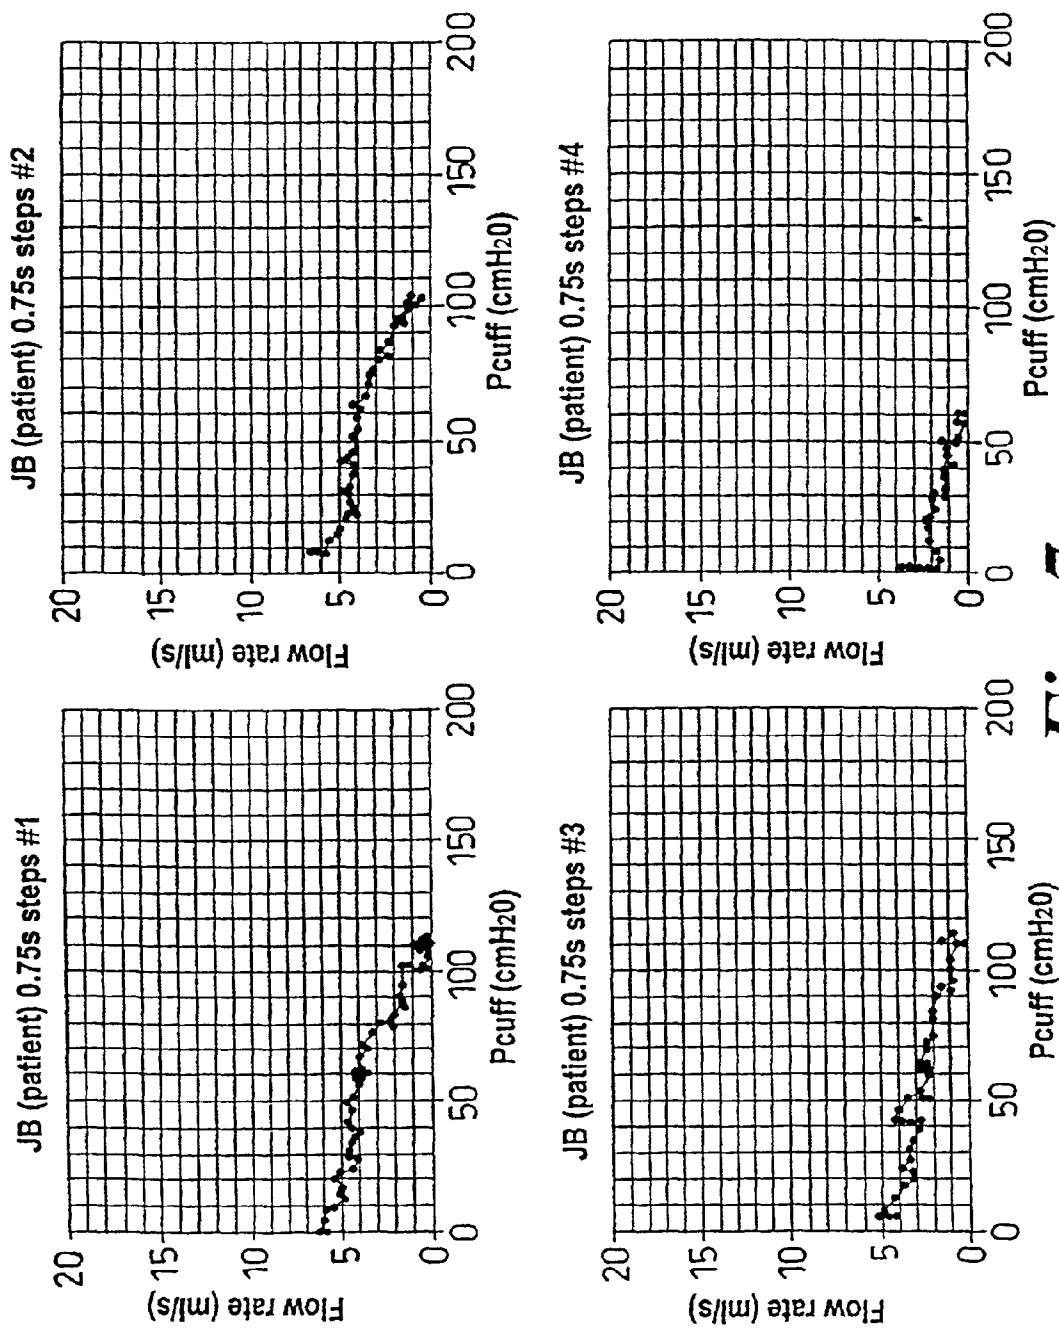 JB (patient) 0.75s steps #1
Flow rate (ml/s)
20
15
10
5
0
0 50 100 150 200
Pcuff (cmH20)
JB (patient) 0.75s steps #2
Flow rate (ml/s)
20
15
10
5
0
0 50 100 150 200
Pcuff (cmH20)
JB (patient) 0.75s steps #3
Flow rate (ml/s)
20
15
10
5
0
0 50 100 150 200
Pcuff (cmH20)
JB (patient) 0.75s steps #4
Flow rate (ml/s)
20
15
10
5
0
0 50 100 150 200
Pcuff (cmH20)